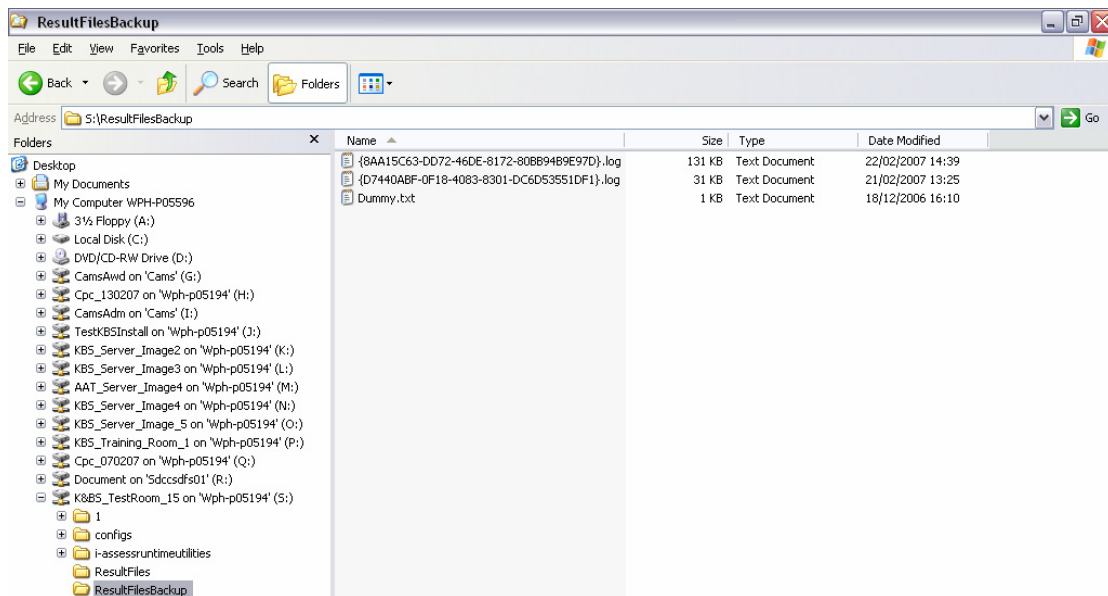 ResultFilesBackup
File Edit View Favorites Tools Help
Back Search Folders
Address S:\ResultFilesBackup Go
Folders X Name Size Type Date Modified
Desktop
My Documents
My Computer WPH-P05596
3½ Floppy (A:)
Local Disk (C:)
DVD/CD-RW Drive (D:)
CamsAwd on 'Cams' (G:)
Cpc_130207 on 'Wph-p05194' (H:)
CamsAdm on 'Cams' (I:)
TestKBSInstall on 'Wph-p05194' (J:)
KBS_Server_Image2 on 'Wph-p05194' (K:)
KBS_Server_Image3 on 'Wph-p05194' (L:)
AAT_Server_Image4 on 'Wph-p05194' (M:)
KBS_Server_Image4 on 'Wph-p05194' (N:)
KBS_Server_Image_5 on 'Wph-p05194' (O:)
KBS_Training_Room_1 on 'Wph-p05194' (P:)
Cpc_070207 on 'Wph-p05194' (Q:)
Document on 'Sdccsdfs01' (R:)
K&BS_TestRoom_15 on 'Wph-p05194' (S:)
1
configs
i-assessruntimeutilities
ResultFiles
ResultFilesBackup
{8AA15C63-DD72-46DE-8172-80BB94B9E97D}.log 131 KB Text Document 22/02/2007 14:39
{D7440ABF-0F18-4083-8301-DC6D53551DF1}.log 31 KB Text Document 21/02/2007 13:25
Dummy.txt 1 KB Text Document 18/12/2006 16:10